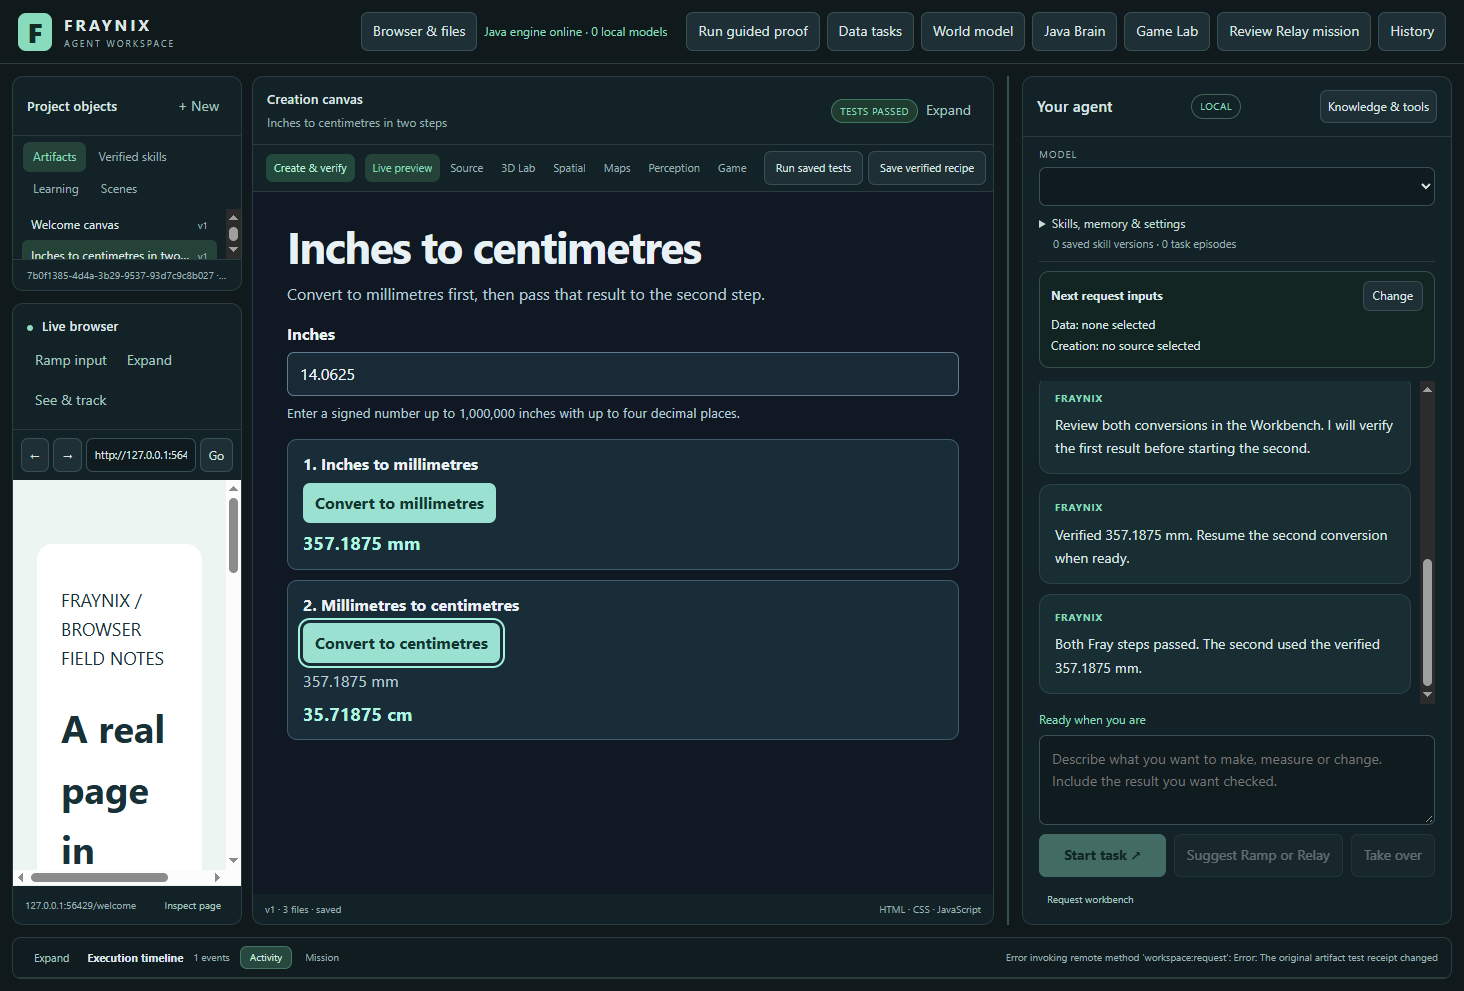 F
FRAYNIX
AGENT WORKSPACE
Browser & files
Java engine online · 0 local models
Run guided proof
Data tasks
World model
Java Brain
Game Lab
Review Relay mission
History
Project objects
+ New
Artifacts
Verified skills
Learning
Scenes
Welcome canvas
v1
Inches to centimetres in two...
v1
7b0f1385-4d4a-3b29-9537-93d7c9c8b027 ·...
Live browser
Ramp input
Expand
See & track
←
→
http://127.0.0.1:564
Go
FRAYNIX /
BROWSER
FIELD NOTES
A real
page
in
127.0.0.1:56429/welcome
Inspect page
Creation canvas
Inches to centimetres in two steps
TESTS PASSED
Expand
Create & verify
Live preview
Source
3D Lab
Spatial
Maps
Perception
Game
Run saved tests
Save verified recipe
Inches to centimetres
Convert to millimetres first, then pass that result to the second step.
Inches
14.0625
Enter a signed number up to 1,000,000 inches with up to four decimal places.
1. Inches to millimetres
Convert to millimetres
357.1875 mm
2. Millimetres to centimetres
Convert to centimetres
357.1875 mm
35.71875 cm
v1 · 3 files · saved
HTML · CSS · JavaScript
Your agent
LOCAL
Knowledge & tools
MODEL
Skills, memory & settings
0 saved skill versions · 0 task episodes
Next request inputs
Change
Data: none selected
Creation: no source selected
FRAYNIX
Review both conversions in the Workbench. I will verify
the first result before starting the second.
FRAYNIX
Verified 357.1875 mm. Resume the second conversion
when ready.
FRAYNIX
Both Fray steps passed. The second used the verified
357.1875 mm.
Ready when you are
Describe what you want to make, measure or change.
Include the result you want checked.
Start task ↗
Suggest Ramp or Relay
Take over
Request workbench
Expand
Execution timeline
1 events
Activity
Mission
Error invoking remote method 'workspace:request': Error: The original artifact test receipt changed